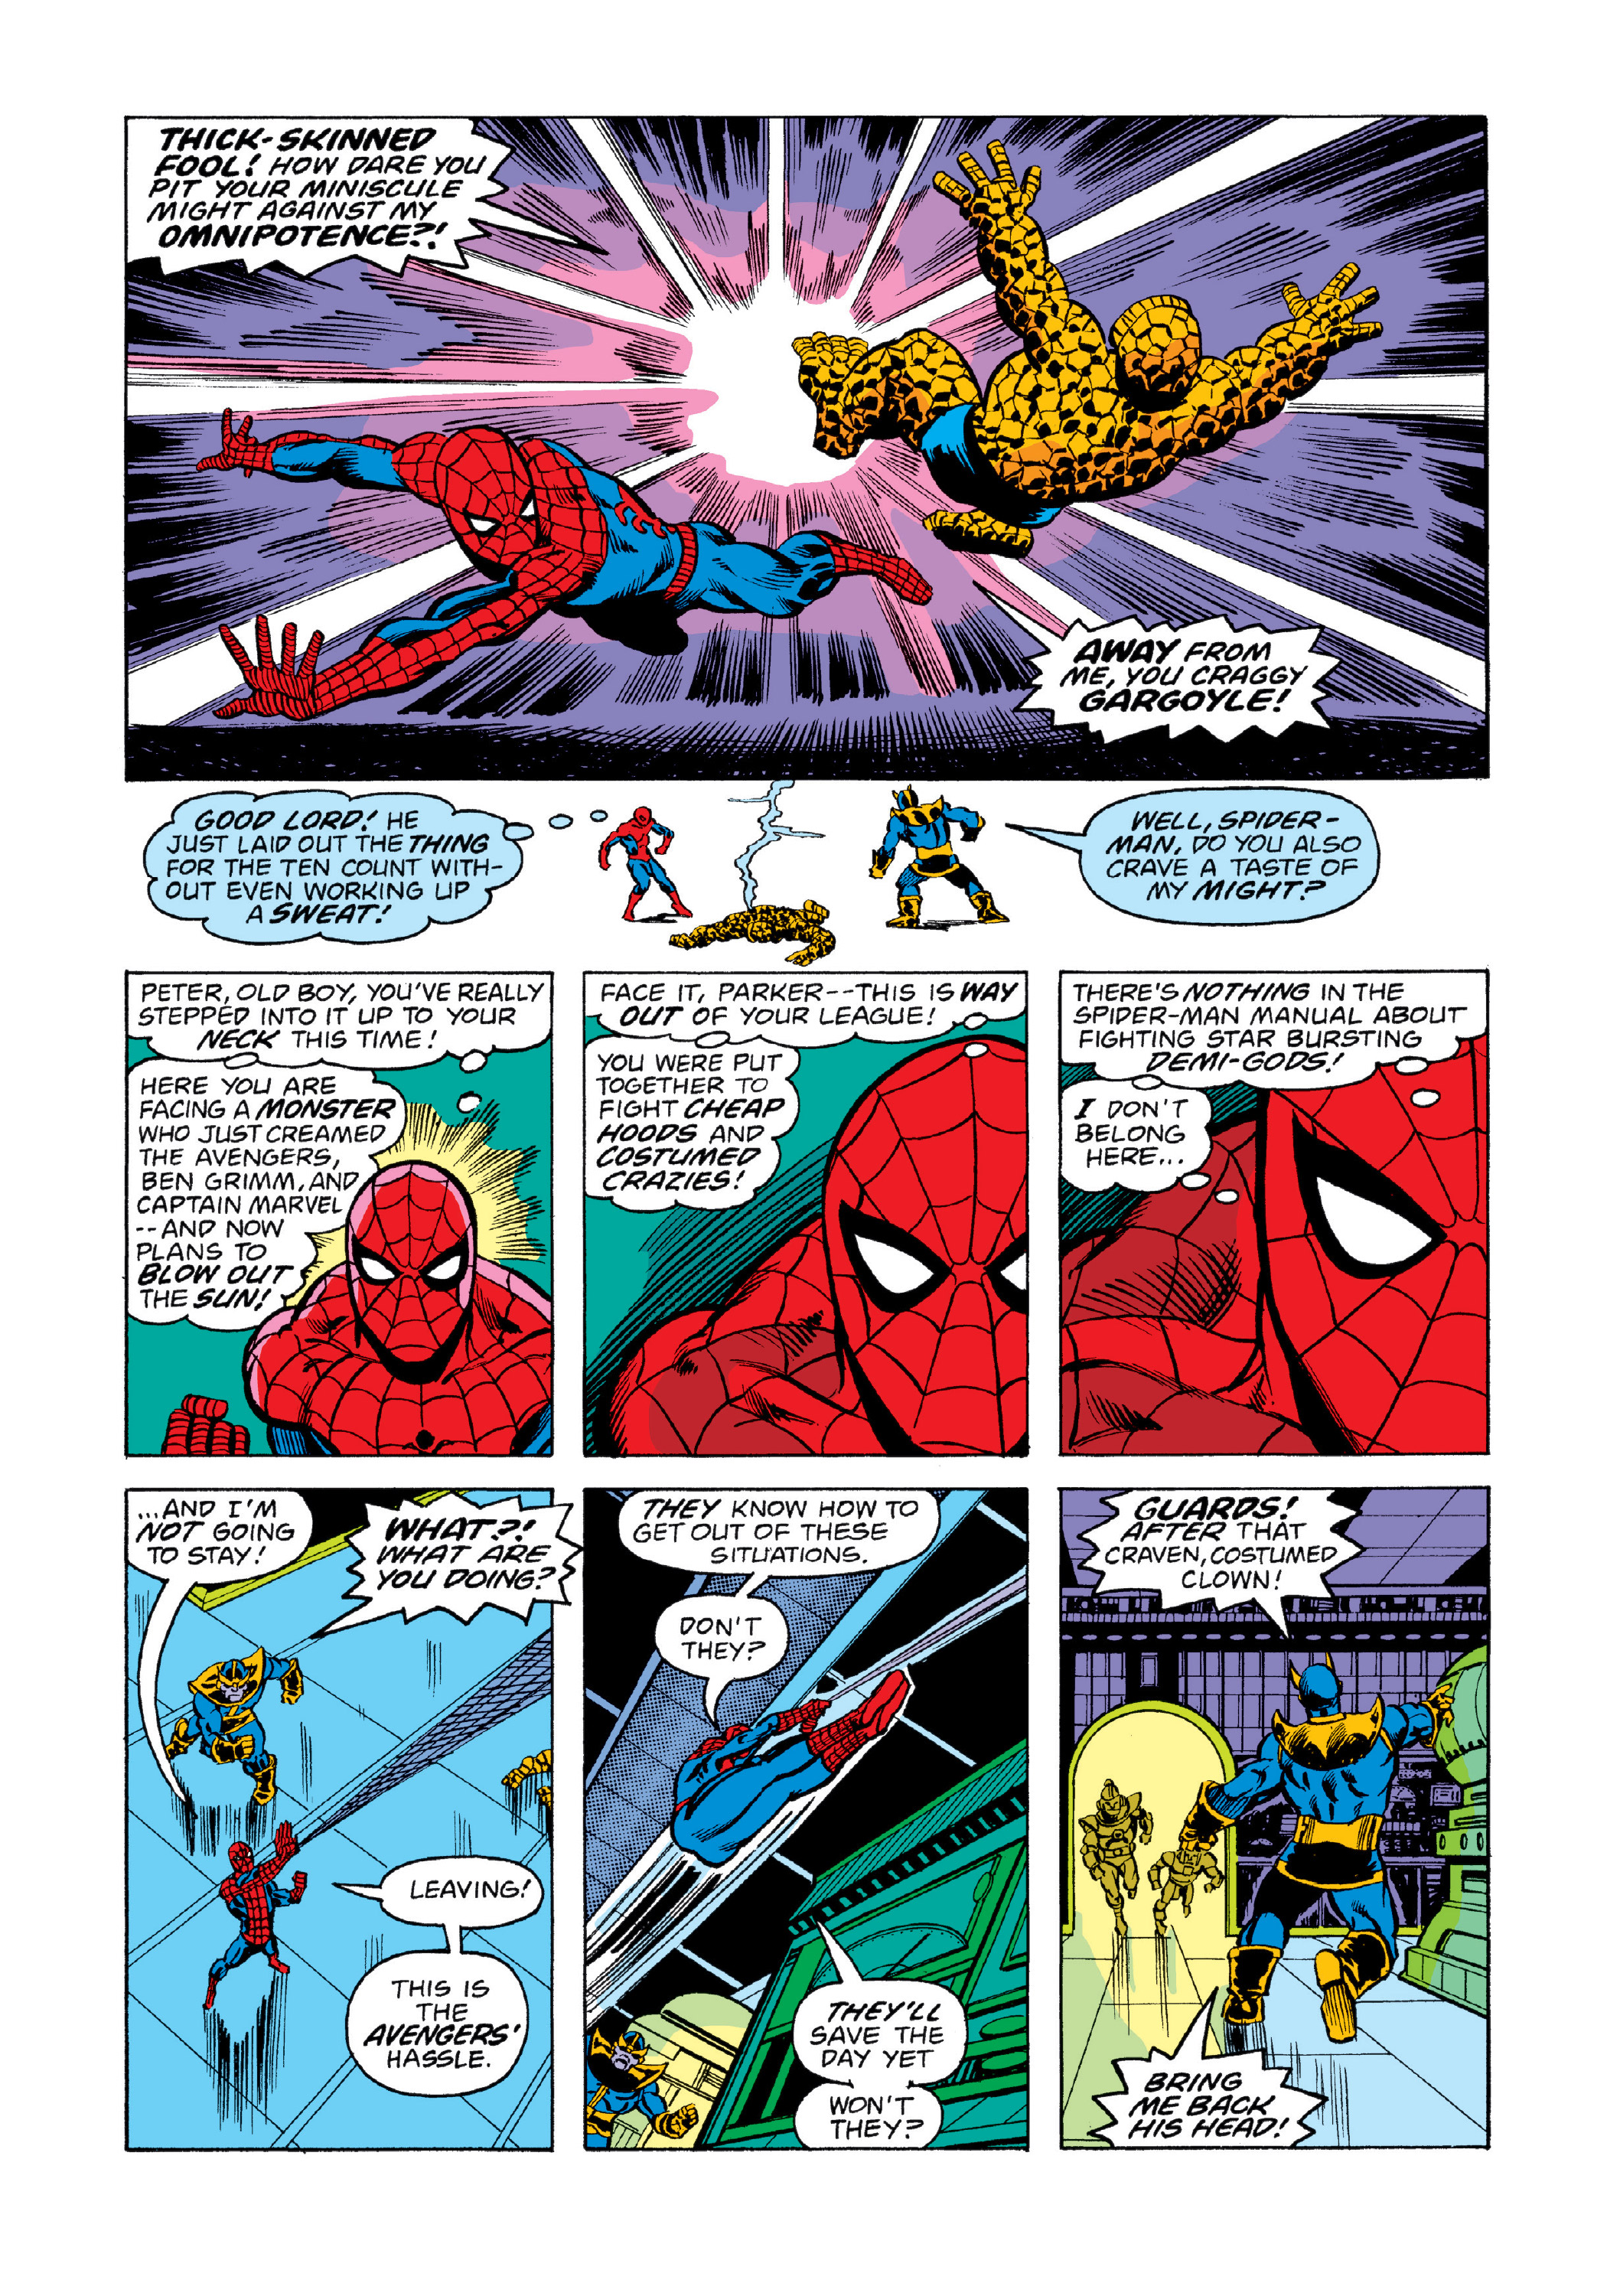 THICK-SKINNED
FOOL! HOW DARE YOU
PIT YOUR MINISCULE
MIGHT AGAINST MY
OMNIPOTENCE?!
AWAY FROM
ME, YOU CRAGGY
GARGOYLE!
GOOD LORD! HE
JUST LAID OUT THE THING
FOR THE TEN COUNT WITH-
OUT EVEN WORKING UP
A SWEAT!
WELL, SPIDER-
MAN, DO YOU ALSO
CRAVE A TASTE OF
MY MIGHT?
PETER, OLD BOY, YOU'VE REALLY
STEPPED INTO IT UP TO YOUR
NECK THIS TIME!
HERE YOU ARE
FACING A MONSTER
WHO JUST CREAMED
THE AVENGERS,
BEN GRIMM, AND
CAPTAIN MARVEL
--AND NOW
PLANS TO
BLOW OUT
THE SUN!
FACE IT, PARKER--THIS IS WAY
OUT OF YOUR LEAGUE!
YOU WERE PUT
TOGETHER TO
FIGHT CHEAP
HOODS AND
COSTUMED
CRAZIES!
THERE'S NOTHING IN THE
SPIDER-MAN MANUAL ABOUT
FIGHTING STAR BURSTING
DEMI-GODS!
I DON'T
BELONG
HERE...
...AND I'M
NOT GOING
TO STAY!
WHAT?!
WHAT ARE
YOU DOING?
LEAVING!
THIS IS
THE
AVENGERS'
HASSLE.
THEY KNOW HOW TO
GET OUT OF THESE
SITUATIONS.
DON'T
THEY?
THEY'LL
SAVE THE
DAY YET
WON'T
THEY?
GUARDS!
AFTER THAT
CRAVEN, COSTUMED
CLOWN!
BRING
ME BACK
HIS HEAD!